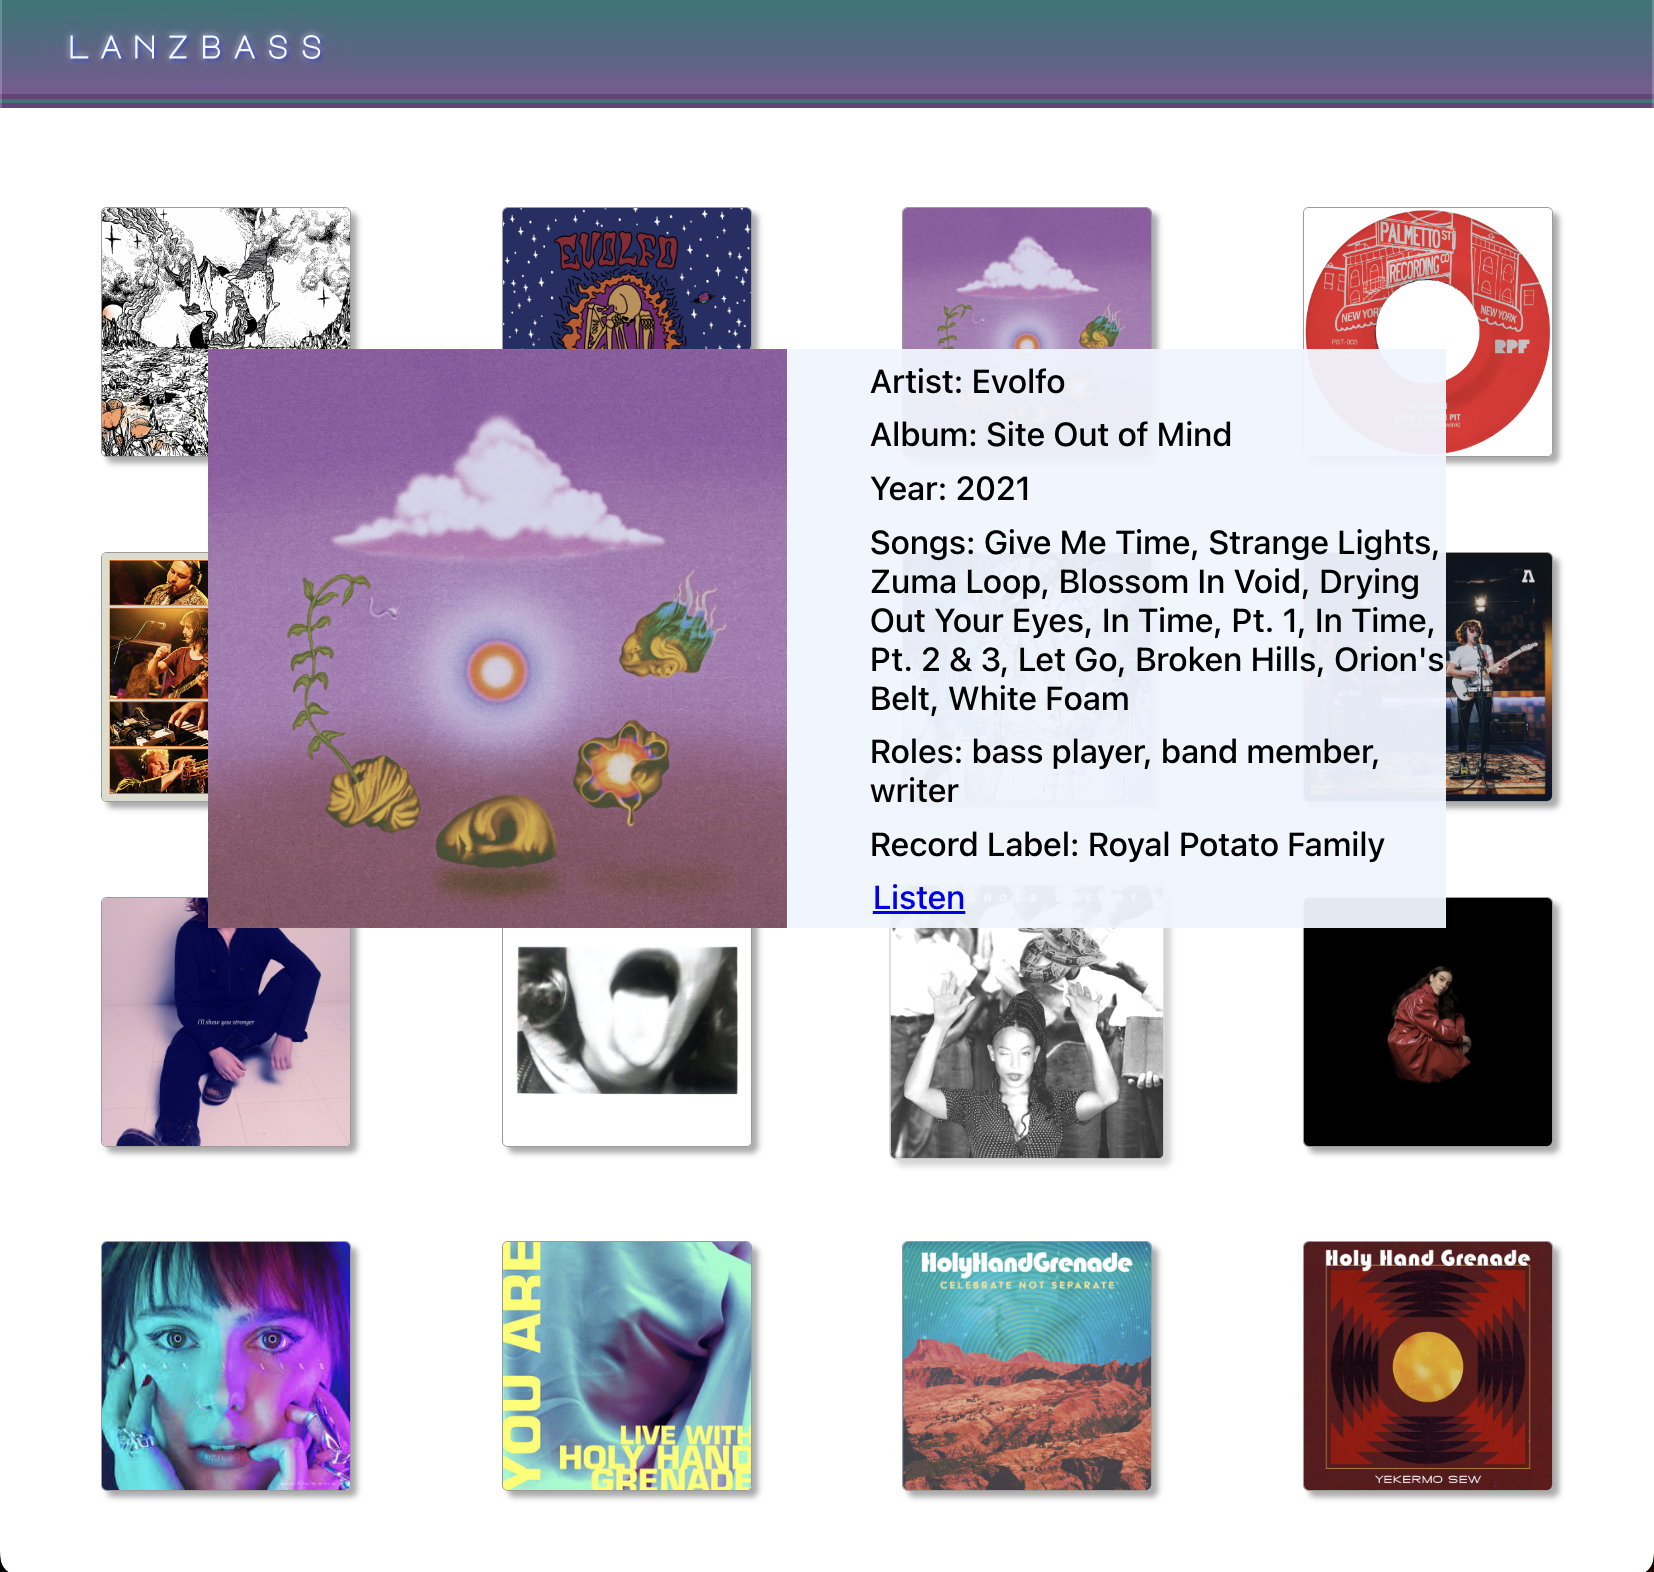 LANZBASS
EVOLFO
PALMETTO ST
RECORDING CO
NEW YORK
PST-003
RPF
PIT
Artist: Evolfo
Album: Site Out of Mind
Year: 2021
Songs: Give Me Time, Strange Lights,
Zuma Loop, Blossom In Void, Drying
Out Your Eyes, In Time, Pt. 1, In Time,
Pt. 2 & 3, Let Go, Broken Hills, Orion's
Belt, White Foam
Roles: bass player, band member,
writer
Record Label: Royal Potato Family
Listen
i'll show you stronger
YOU ARE
LIVE WITH
HOLY HAND
GRENADE
HolyHandGrenade
CELEBRATE NOT SEPARATE
Holy Hand Grenade
YEKERMO SEW